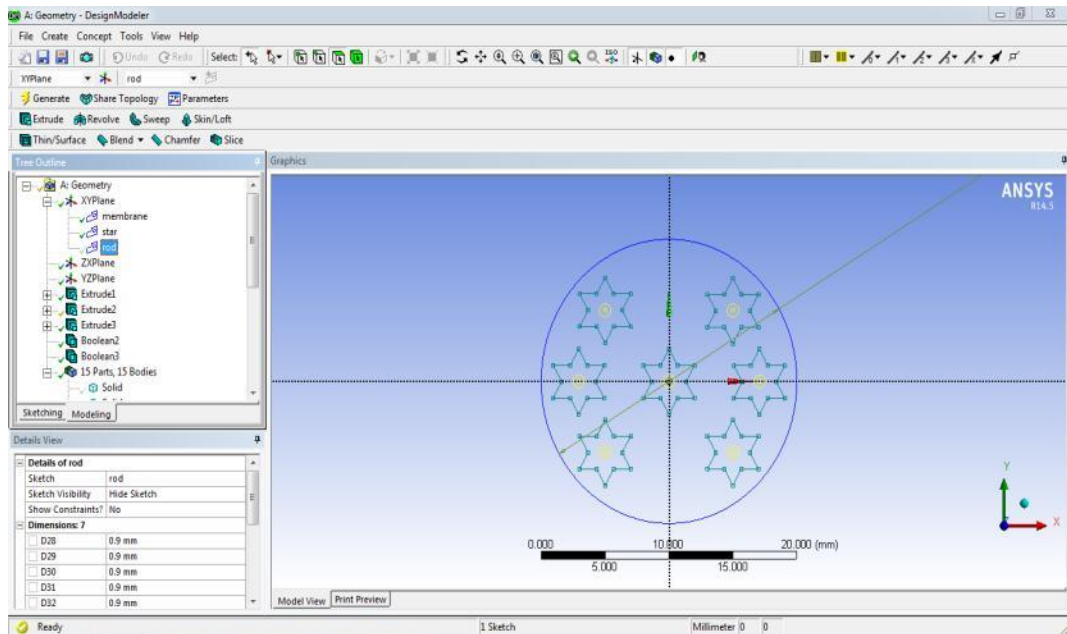 A: Geometry - DesignModeler
File Create Concept Tools View Help
Undo Redo Select: ISO
XYPlane rod
Generate Share Topology Parameters
Extrude Revolve Sweep Skin/Loft
Thin/Surface Blend Chamfer Slice
Tree Outline
A: Geometry
XYPlane
membrane
star
rod
ZXPlane
YZPlane
Extrude1
Extrude2
Extrude3
Boolean2
Boolean3
15 Parts, 15 Bodies
Solid
Sketching Modeling
Details View
Details of rod
Sketch rod
Sketch Visibility Hide Sketch
Show Constraints? No
Dimensions: 7
D28 0.9 mm
D29 0.9 mm
D30 0.9 mm
D31 0.9 mm
D32 0.9 mm
Graphics
ANSYS
R14.5
0.000 10.000 20.000 (mm)
5.000 15.000
Y
X
Model View Print Preview
Ready 1 Sketch Millimeter 0 0